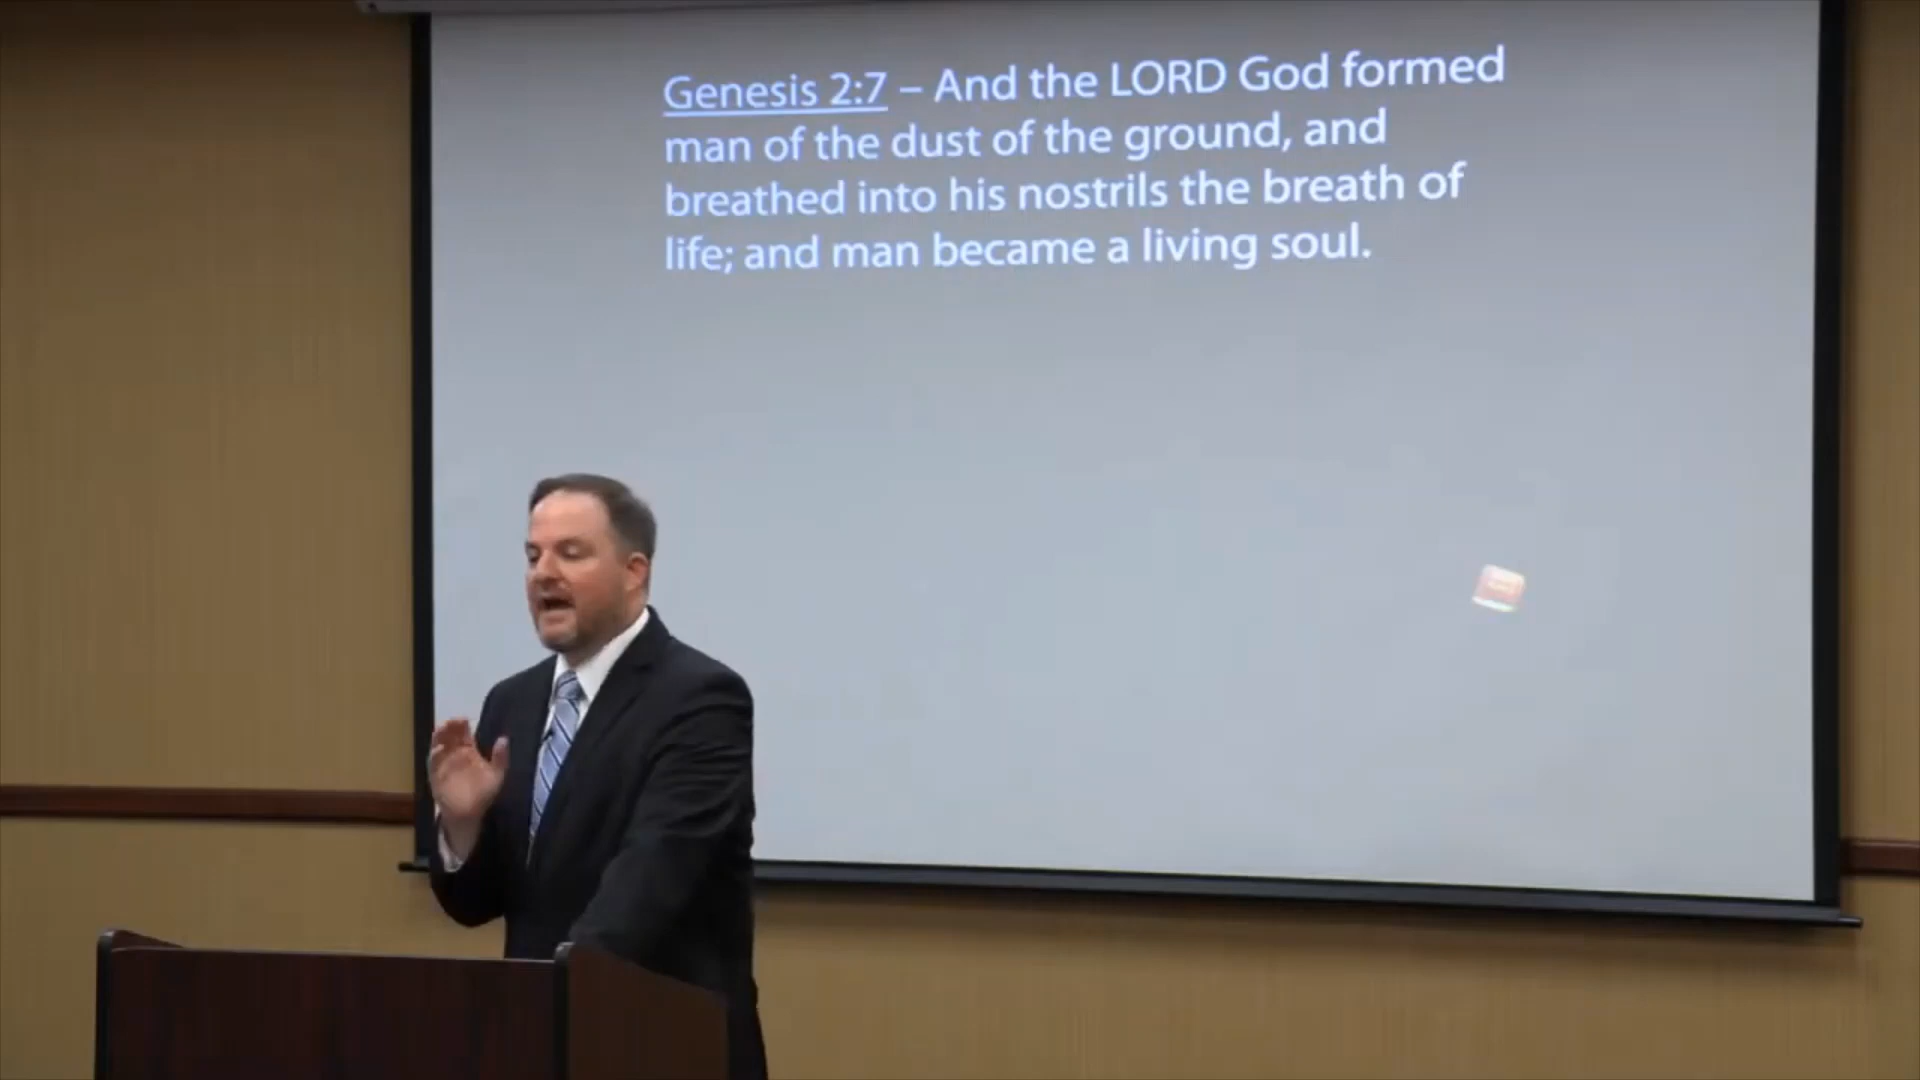 Genesis 2:7 – And the LORD God formed
man of the dust of the ground, and
breathed into his nostrils the breath of
life; and man became a living soul.